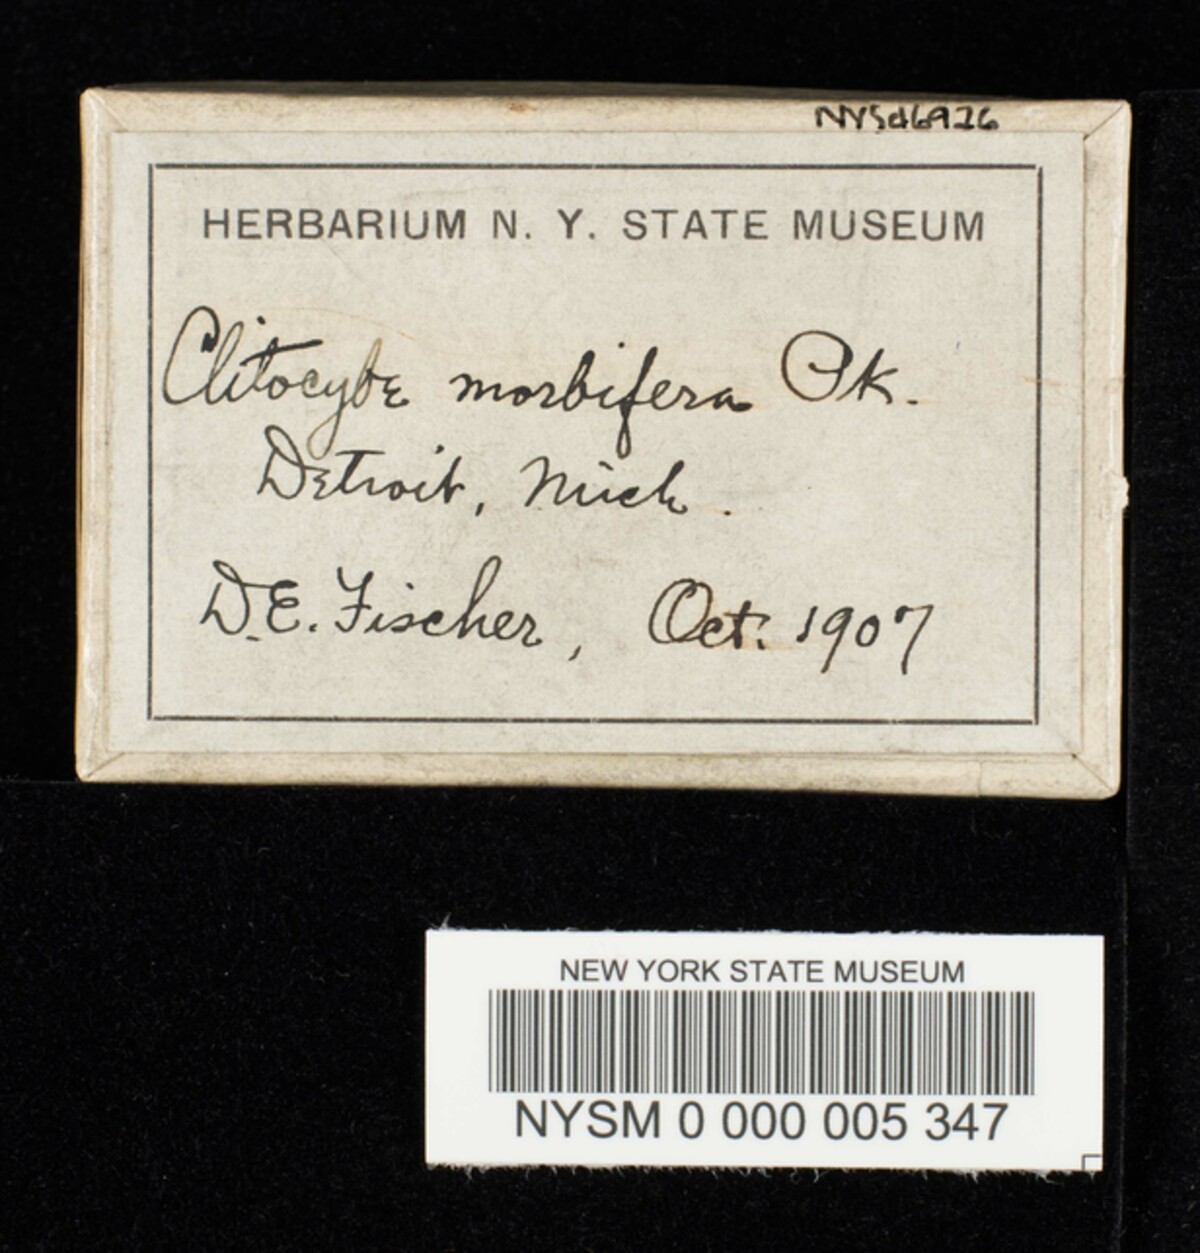 NYSd6926
HERBARIUM N. Y. STATE MUSEUM
Clitocybe morbifera Pk.
Detroit, Mich.
D.E. Fischer, Oct. 1907
NEW YORK STATE MUSEUM
NYSM 0 000 005 347